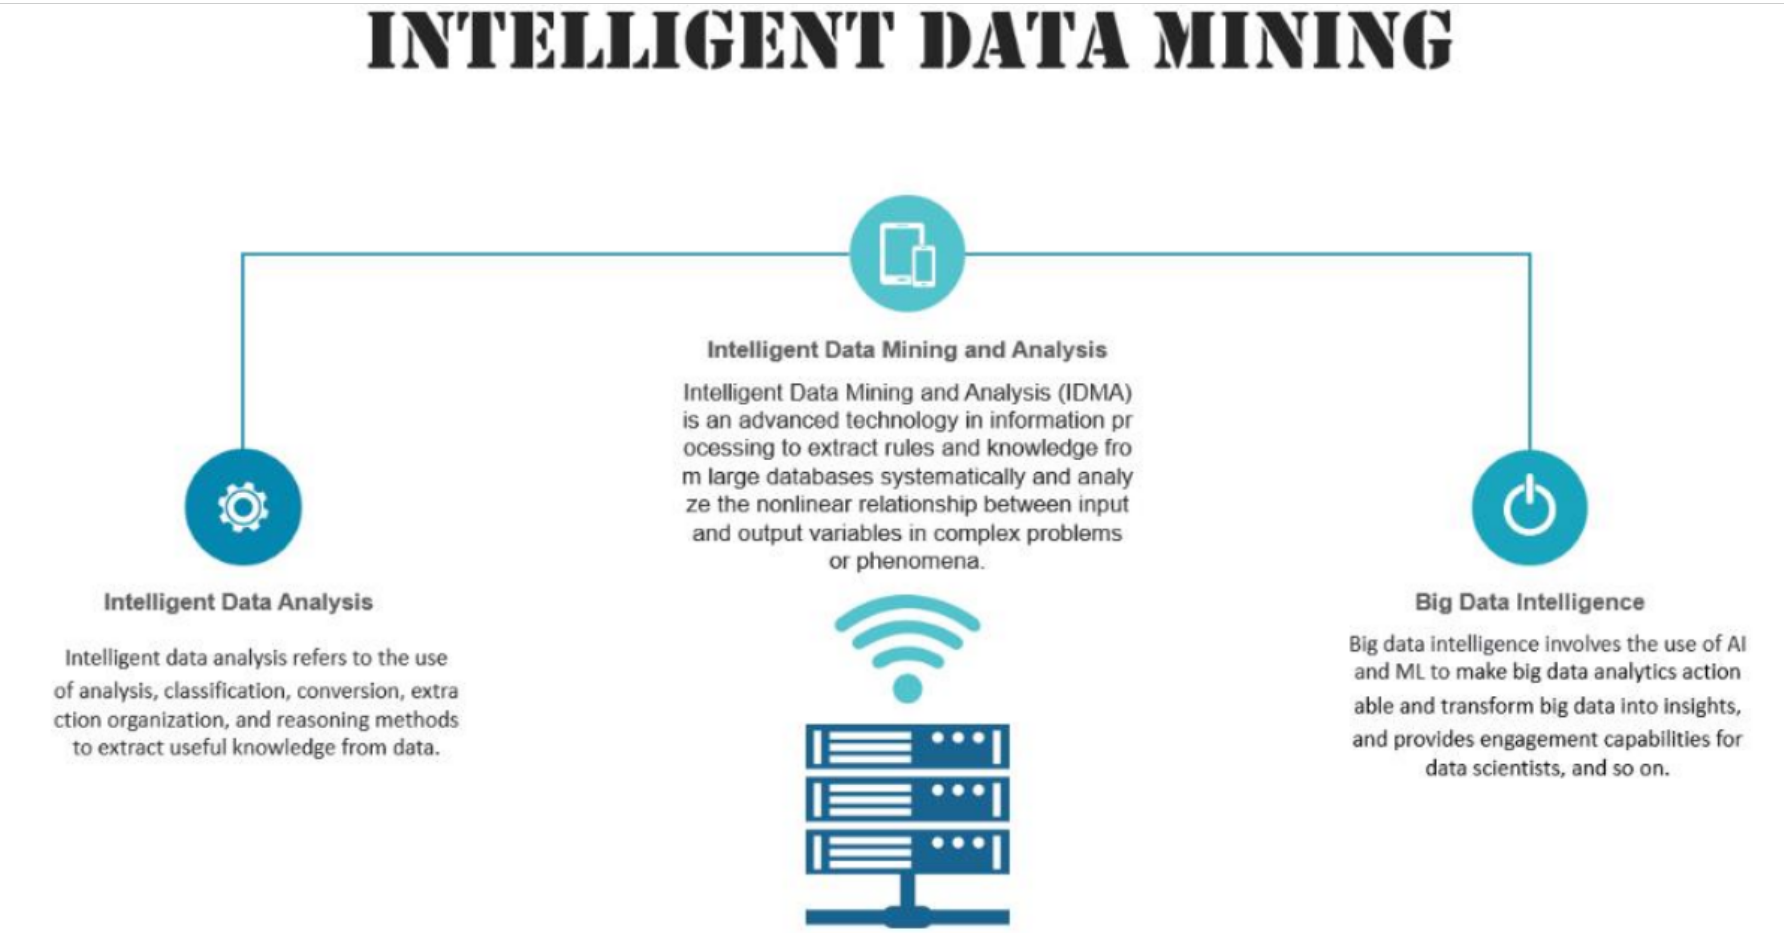 INTELLIGENT DATA MINING
Intelligent Data Mining and Analysis
Intelligent Data Mining and Analysis (IDMA)
is an advanced technology in information pr
ocessing to extract rules and knowledge fro
m large databases systematically and analy
ze the nonlinear relationship between input
and output variables in complex problems
or phenomena.
Intelligent Data Analysis
Intelligent data analysis refers to the use
of analysis, classification, conversion, extra
ction organization, and reasoning methods
to extract useful knowledge from data.
Big Data Intelligence
Big data intelligence involves the use of AI
and ML to make big data analytics action
able and transform big data into insights,
and provides engagement capabilities for
data scientists, and so on.